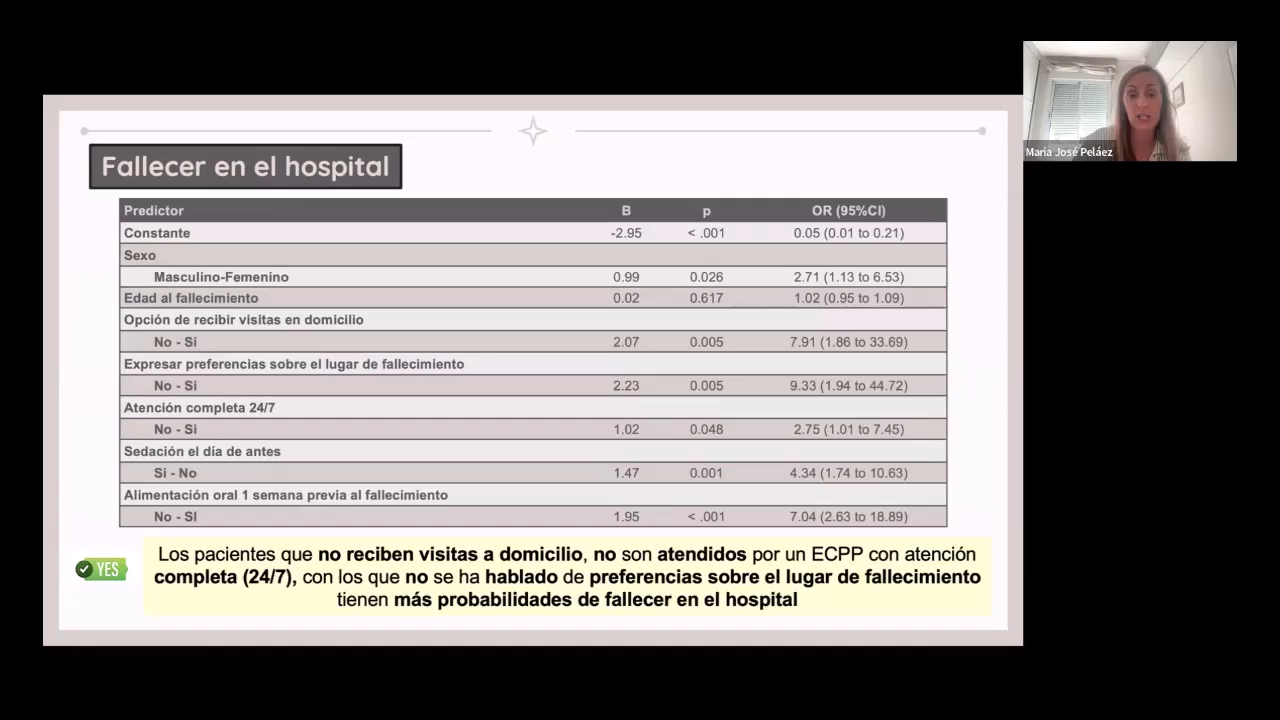 Maria José Peláez
Fallecer en el hospital
Predictor B p OR (95%CI)
Constante -2.95 < .001 0.05 (0.01 to 0.21)
Sexo
Masculino-Femenino 0.99 0.026 2.71 (1.13 to 6.53)
Edad al fallecimiento 0.02 0.617 1.02 (0.95 to 1.09)
Opción de recibir visitas en domicilio
No - Si 2.07 0.005 7.91 (1.86 to 33.69)
Expresar preferencias sobre el lugar de fallecimiento
No - Si 2.23 0.005 9.33 (1.94 to 44.72)
Atención completa 24/7
No - Si 1.02 0.048 2.75 (1.01 to 7.45)
Sedación el día de antes
Si - No 1.47 0.001 4.34 (1.74 to 10.63)
Alimentación oral 1 semana previa al fallecimiento
No - SI 1.95 < .001 7.04 (2.63 to 18.89)
YES
Los pacientes que no reciben visitas a domicilio, no son atendidos por un ECPP con atención
completa (24/7), con los que no se ha hablado de preferencias sobre el lugar de fallecimiento
tienen más probabilidades de fallecer en el hospital